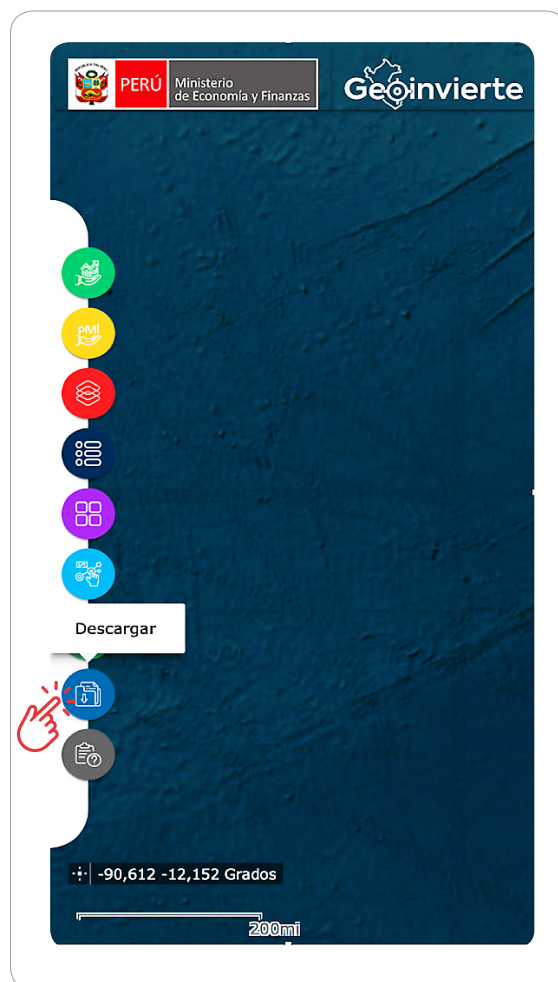 PERÚ
Ministerio
de Economía y Finanzas
Geoinvierte
PMI
Descargar
-90,612 -12,152 Grados
200mi